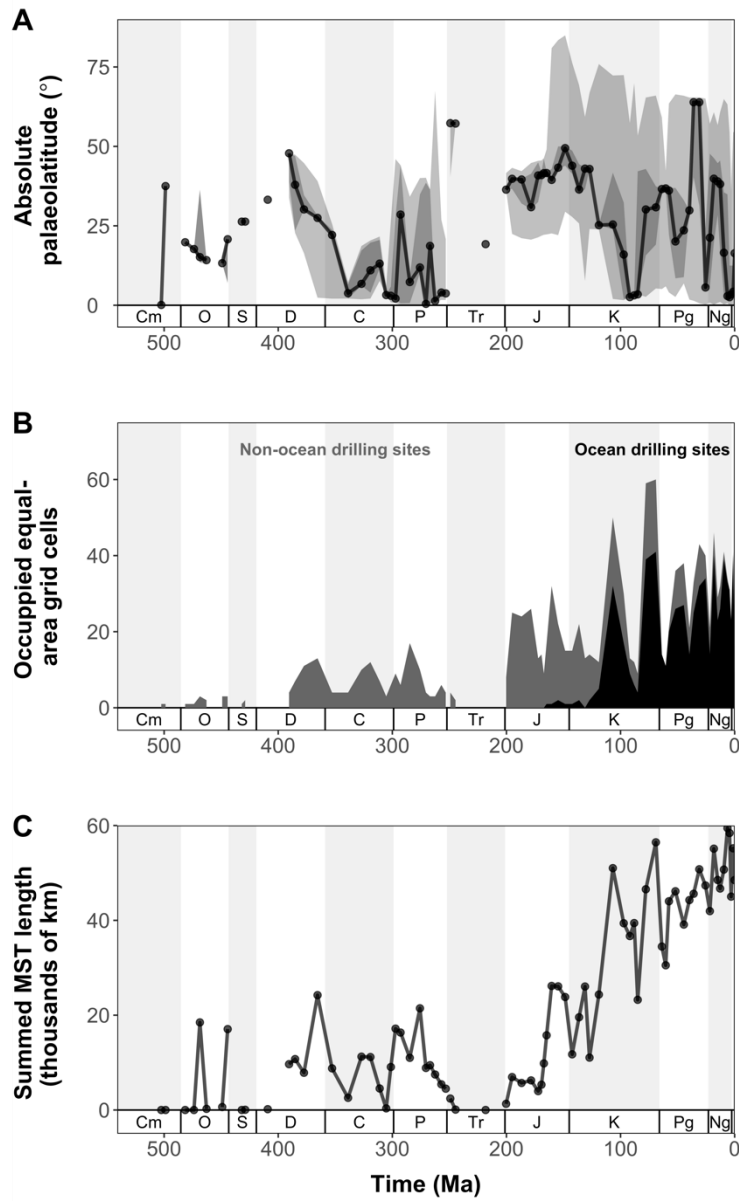 A
Absolute
palaeolatitude (°)
75
50
25
0
Cm O S D C P Tr J K Pg Ng
500 400 300 200 100 0
B
Occuppied equal-
area grid cells
Non-ocean drilling sites Ocean drilling sites
60
40
20
0
Cm O S D C P Tr J K Pg Ng
500 400 300 200 100 0
C
Summed MST length
(thousands of km)
60
40
20
0
Cm O S D C P Tr J K Pg Ng
500 400 300 200 100 0
Time (Ma)